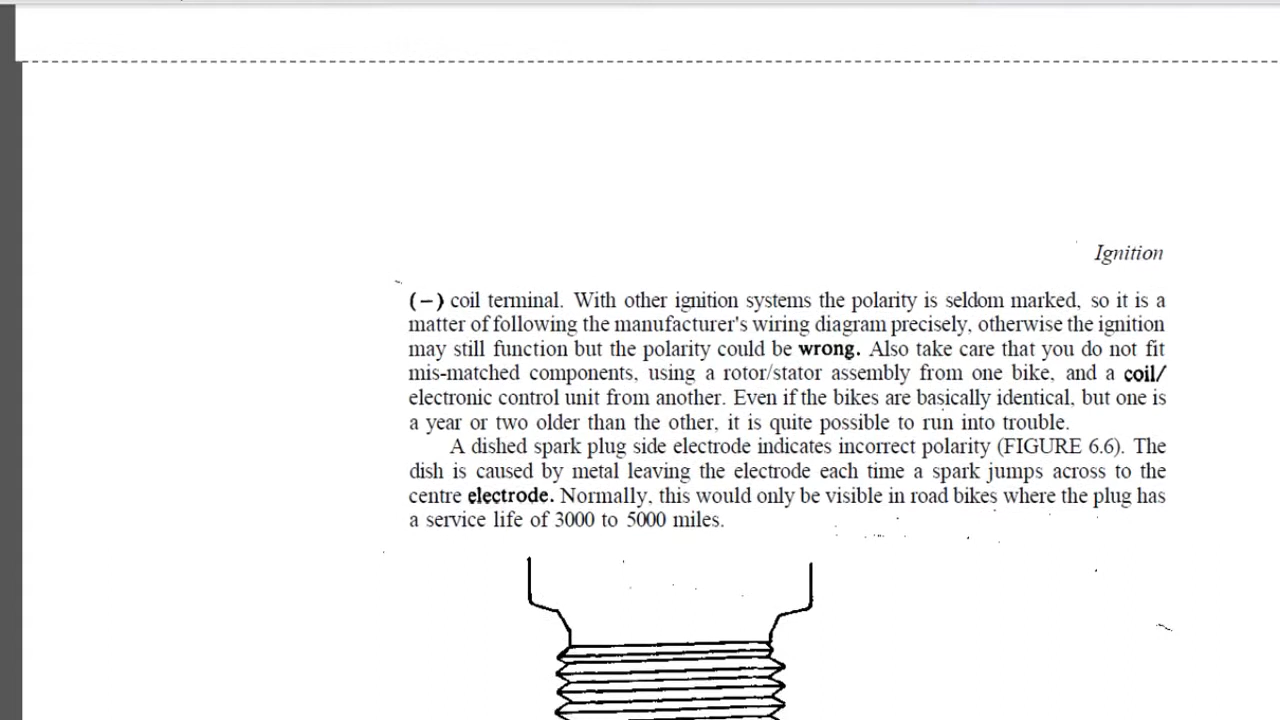 Ignition
(–) coil terminal. With other ignition systems the polarity is seldom marked, so it is a
matter of following the manufacturer's wiring diagram precisely, otherwise the ignition
may still function but the polarity could be wrong. Also take care that you do not fit
mis-matched components, using a rotor/stator assembly from one bike, and a coil/
electronic control unit from another. Even if the bikes are basically identical, but one is
a year or two older than the other, it is quite possible to run into trouble.
A dished spark plug side electrode indicates incorrect polarity (FIGURE 6.6). The
dish is caused by metal leaving the electrode each time a spark jumps across to the
centre electrode. Normally, this would only be visible in road bikes where the plug has
a service life of 3000 to 5000 miles.